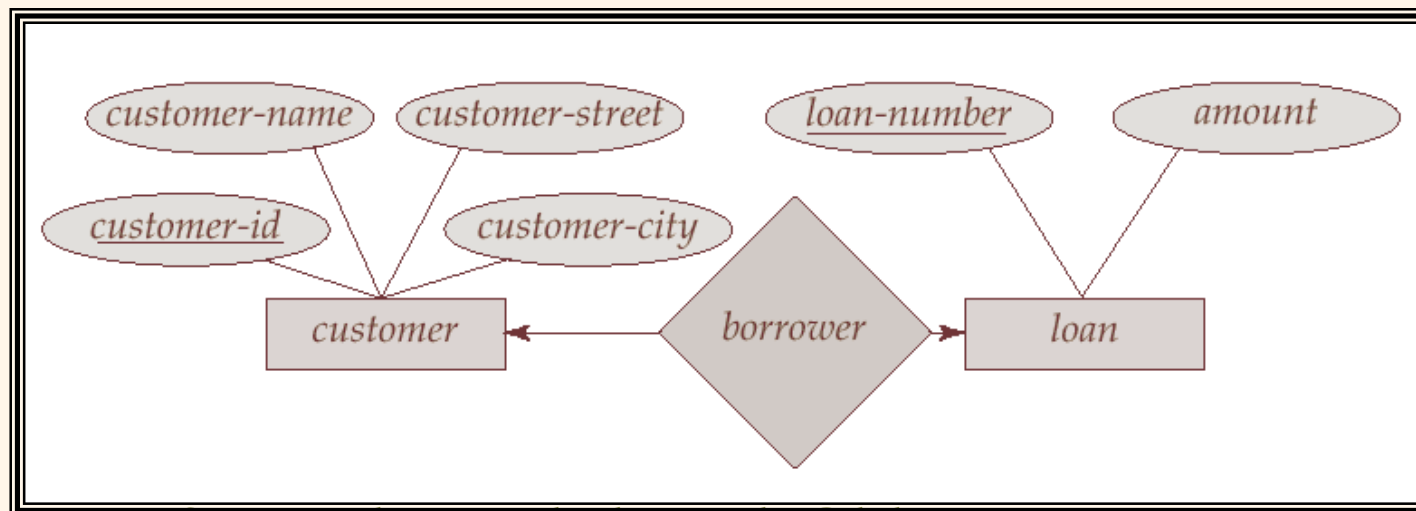 customer-name customer-street loan-number amount
customer-id customer-city
customer borrower loan